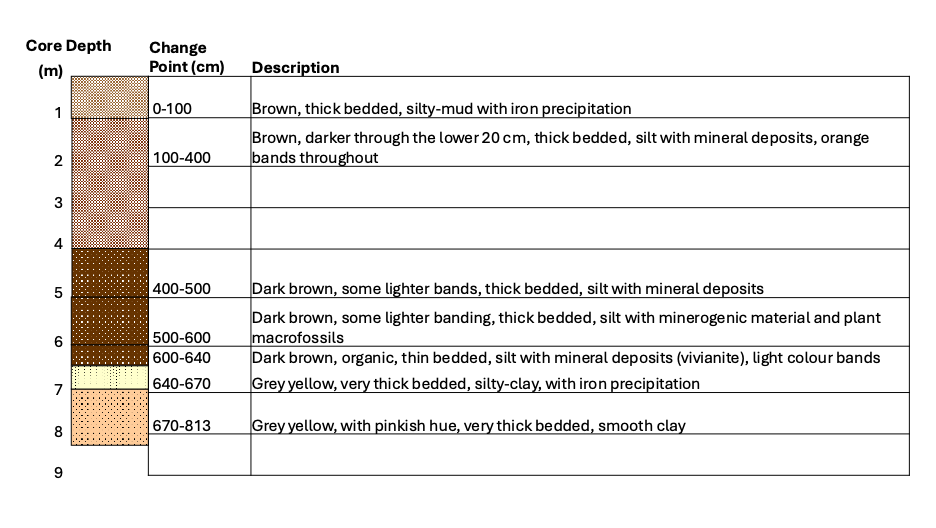 Core Depth
(m)
Change
Point (cm)
Description
1
0-100
Brown, thick bedded, silty-mud with iron precipitation
2
100-400
Brown, darker through the lower 20 cm, thick bedded, silt with mineral deposits, orange
bands throughout
3
4
5
400-500
Dark brown, some lighter bands, thick bedded, silt with mineral deposits
6
500-600
Dark brown, some lighter banding, thick bedded, silt with minerogenic material and plant
macrofossils
600-640
Dark brown, organic, thin bedded, silt with mineral deposits (vivianite), light colour bands
7
640-670
Grey yellow, very thick bedded, silty-clay, with iron precipitation
8
670-813
Grey yellow, with pinkish hue, very thick bedded, smooth clay
9